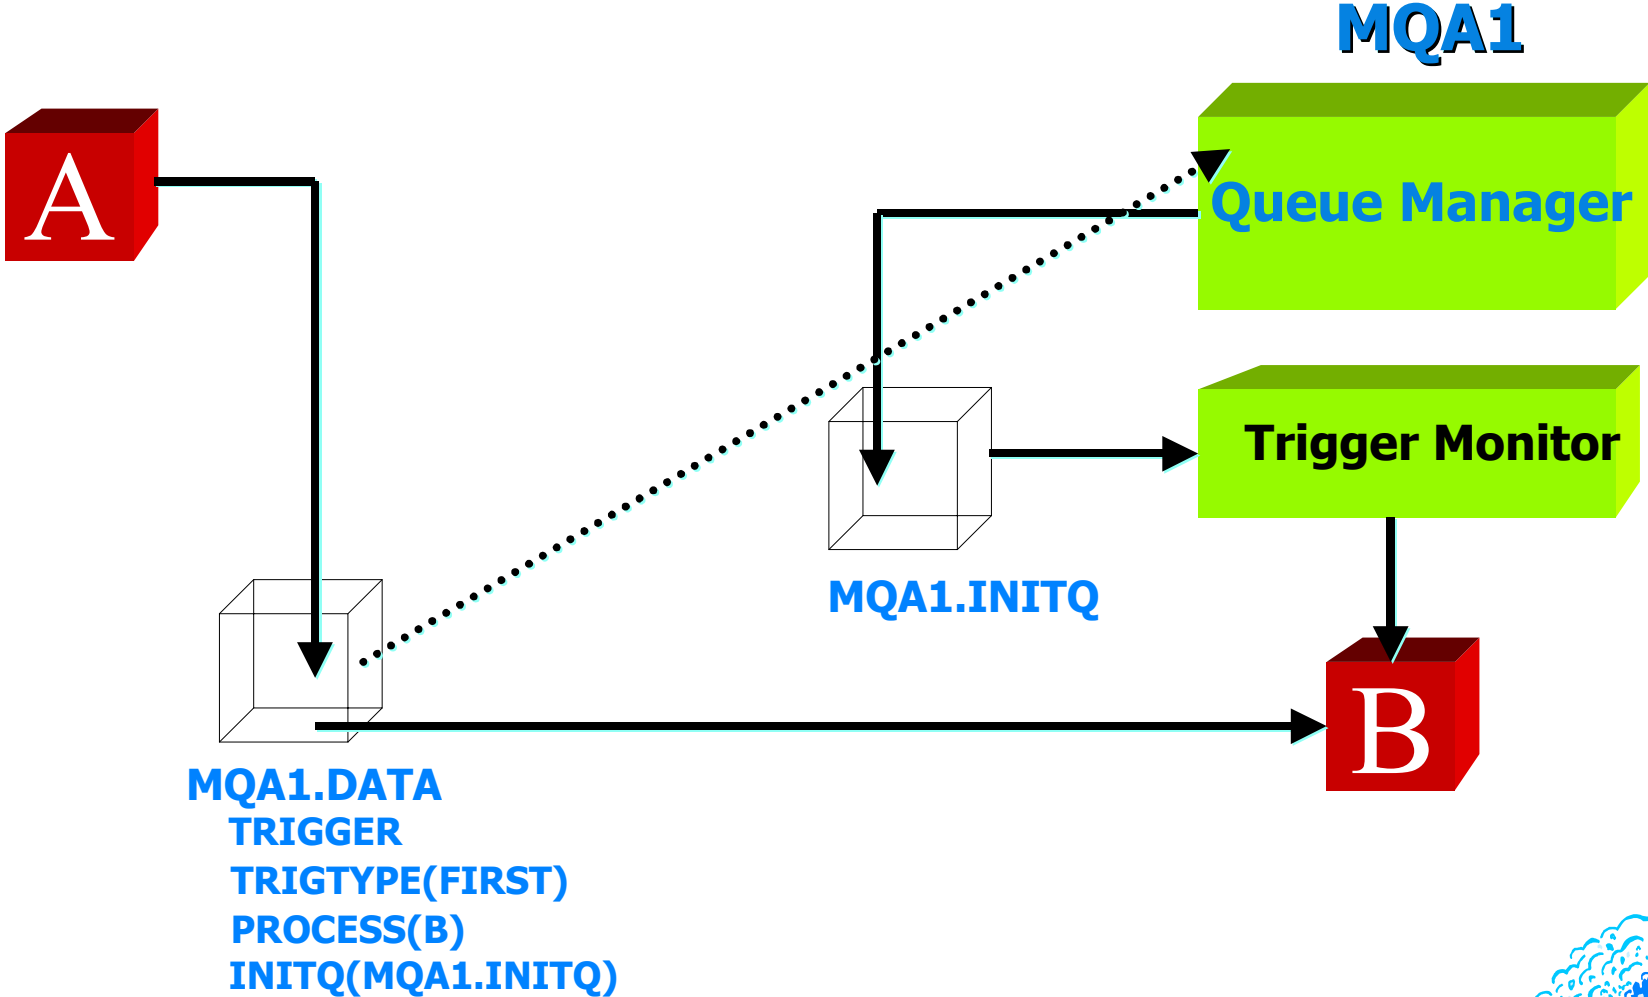 MQA1
A
Queue Manager
Trigger Monitor
MQA1.INITQ
B
MQA1.DATA
TRIGGER
TRIGTYPE(FIRST)
PROCESS(B)
INITQ(MQA1.INITQ)